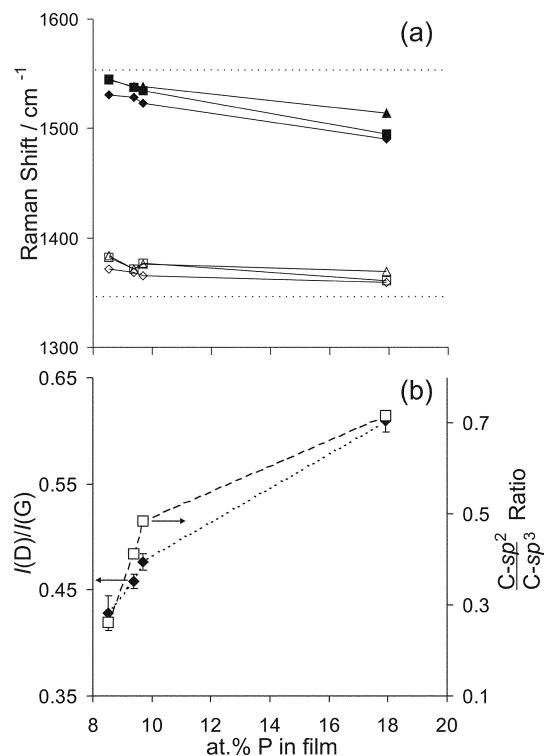 1600
(a)
1500
Raman Shift / cm⁻¹
1400
1300
0.65
(b)
0.7
0.55
I(D)/I(G)
0.5
C-sp² Ratio
C-sp³
0.45
0.3
0.35
0.1
8 10 12 14 16 18 20
at.% P in film